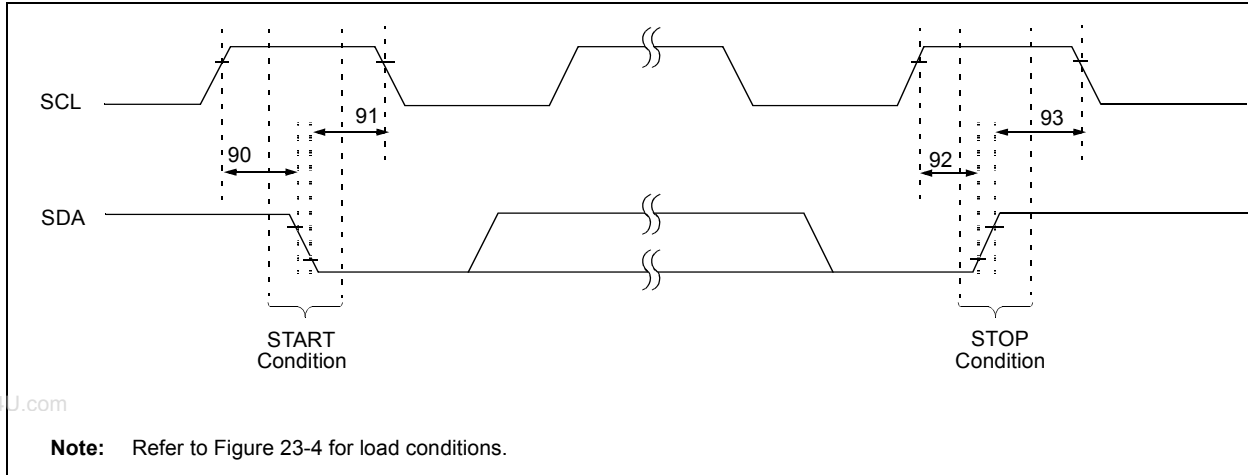 SCL
91
93
90
92
SDA
START
Condition
STOP
Condition
U.com
Note: Refer to Figure 23-4 for load conditions.